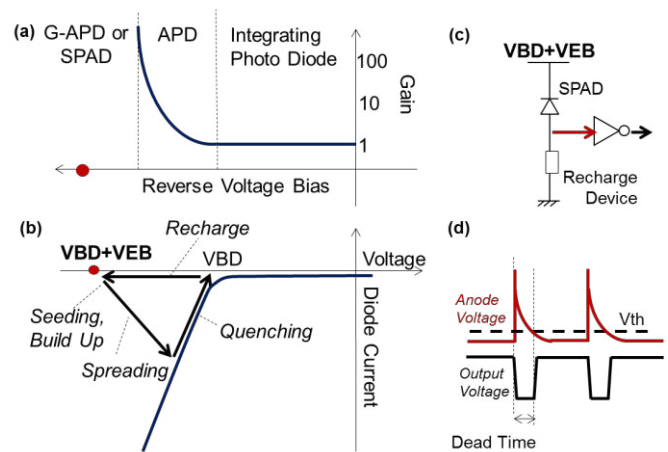 (a)
G-APD or
SPAD
APD
Integrating
Photo Diode
100
10
1
Gain
Reverse Voltage Bias
(b)
VBD+VEB
Recharge
VBD
Voltage
Seeding,
Build Up
Spreading
Quenching
Diode Current
(c)
VBD+VEB
SPAD
Recharge
Device
(d)
Anode
Voltage
Vth
Output
Voltage
Dead Time